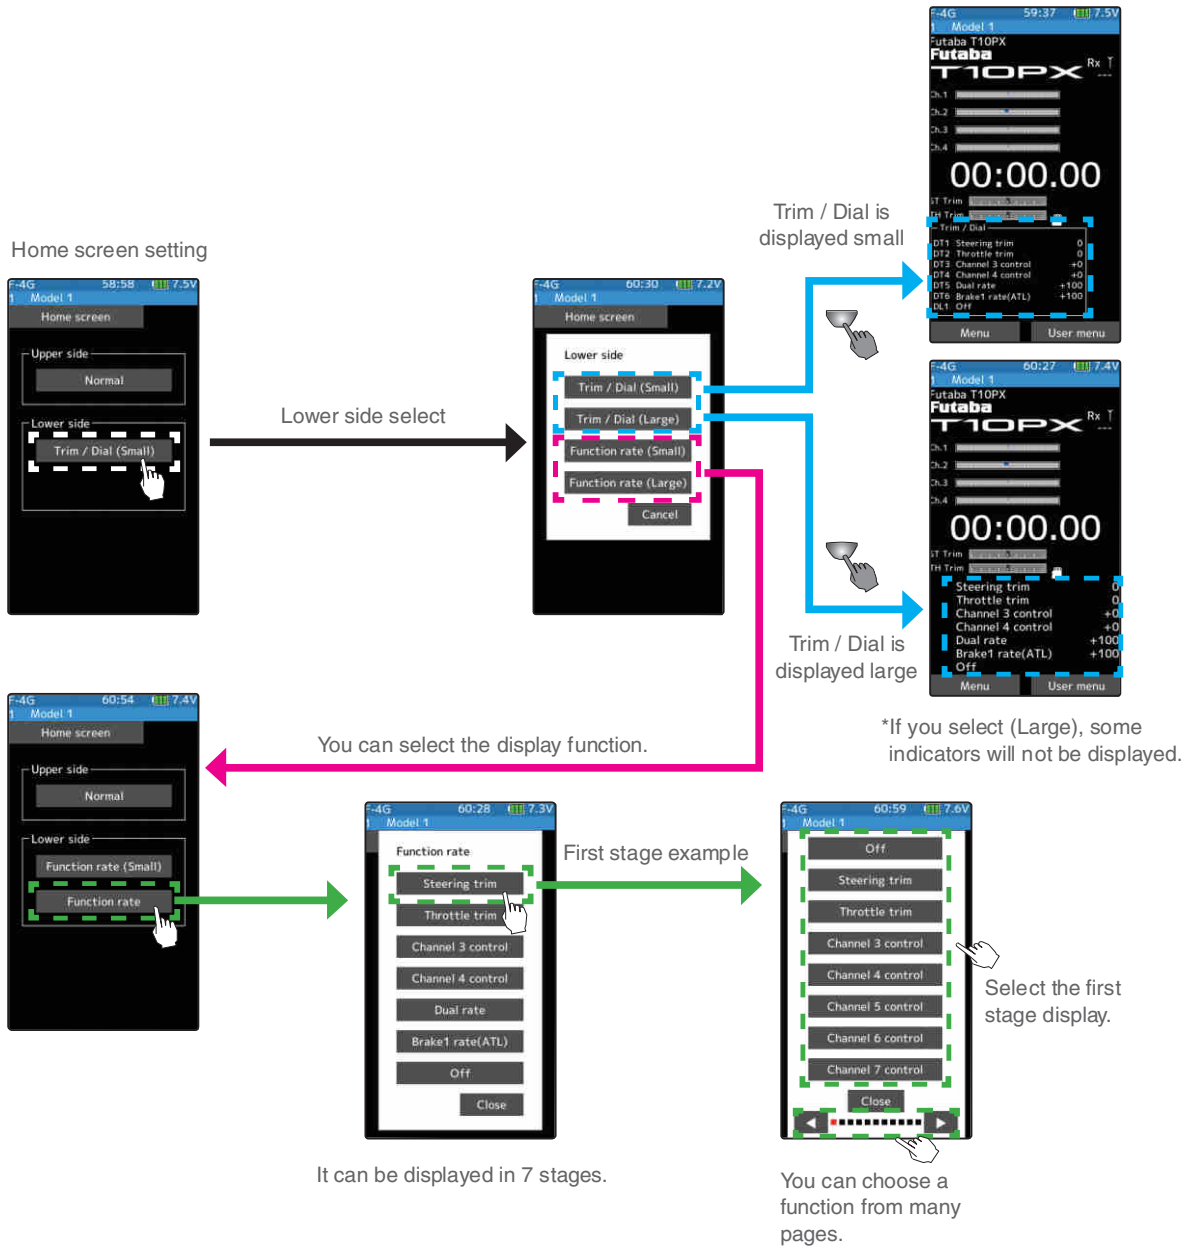 F-4G 59:37 7.5V
1 Model 1
Futaba T10PX
Futaba
T10PX
Rx
---
Ch.1
Ch.2
Ch.3
Ch.4
00:00.00
ST Trim
TH Trim
Trim / Dial
DT1 Steering trim 0
DT2 Throttle trim 0
DT3 Channel 3 control +0
DT4 Channel 4 control +0
DT5 Dual rate +100
DT6 Brake1 rate(ATL) +100
DL1 Off
Menu User menu
Trim / Dial is
displayed small
Home screen setting
F-4G 58:58 7.5V
1 Model 1
Home screen
Upper side
Normal
Lower side
Trim / Dial (Small)
Lower side select
F-4G 60:30 7.2V
1 Model 1
Home screen
Lower side
Trim / Dial (Small)
Trim / Dial (Large)
Function rate (Small)
Function rate (Large)
Cancel
F-4G 60:27 7.4V
1 Model 1
Futaba T10PX
Futaba
T10PX
Rx
---
Ch.1
Ch.2
Ch.3
Ch.4
00:00.00
ST Trim
TH Trim
Steering trim 0
Throttle trim 0
Channel 3 control +0
Channel 4 control +0
Dual rate +100
Brake1 rate(ATL) +100
Off
Menu User menu
Trim / Dial is
displayed large
*If you select (Large), some
indicators will not be displayed.
You can select the display function.
F-4G 60:54 7.4V
1 Model 1
Home screen
Upper side
Normal
Lower side
Function rate (Small)
Function rate
F-4G 60:28 7.3V
1 Model 1
Function rate
Steering trim
Throttle trim
Channel 3 control
Channel 4 control
Dual rate
Brake1 rate(ATL)
Off
Close
It can be displayed in 7 stages.
First stage example
F-4G 60:59 7.6V
1 Model 1
Off
Steering trim
Throttle trim
Channel 3 control
Channel 4 control
Channel 5 control
Channel 6 control
Channel 7 control
Close
Select the first
stage display.
You can choose a
function from many
pages.